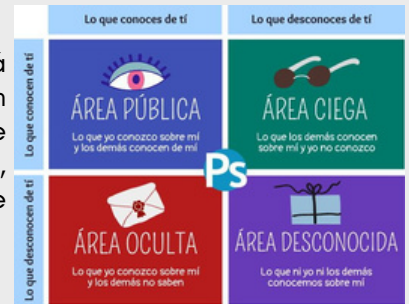 Lo que conoces de tí
Lo que desconoces de tí
Lo que conocen de tí
ÁREA PÚBLICA
Lo que yo conozco sobre mí
y los demás conocen de mí
ÁREA CIEGA
Lo que los demás conocen
sobre mí y yo no conozco
Ps
Lo que desconocen de tí
ÁREA OCULTA
Lo que yo conozco sobre mí
y los demás no saben
ÁREA DESCONOCIDA
Lo que ni yo ni los demás
conocemos sobre mí